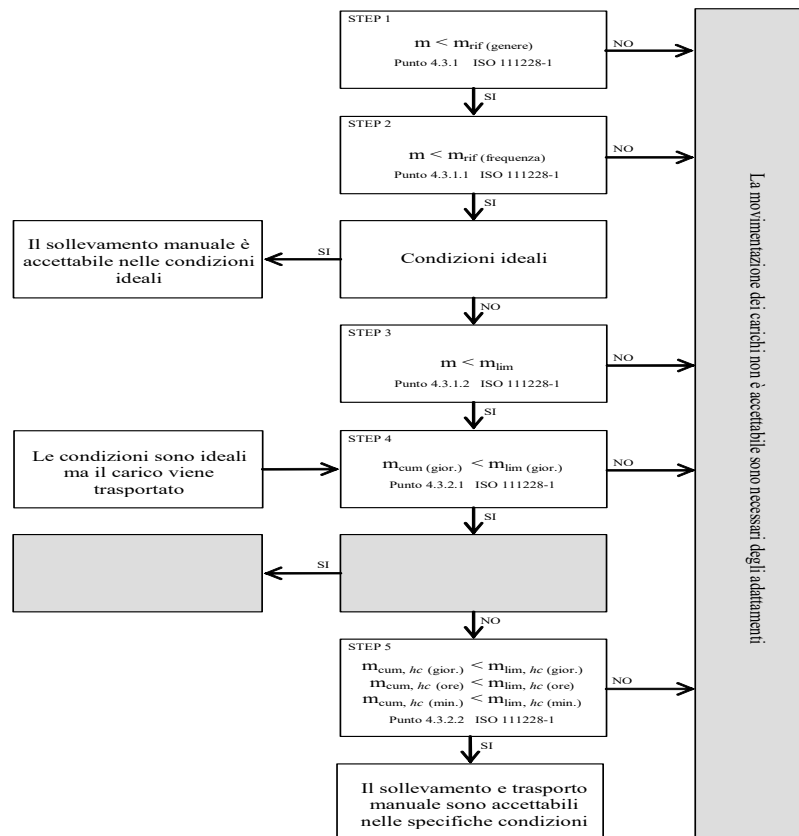 STEP 1
m < mrif (genere)
Punto 4.3.1 ISO 111228-1
NO
SI
STEP 2
m < mrif (frequenza)
Punto 4.3.1.1 ISO 111228-1
NO
SI
Il sollevamento manuale è
accettabile nelle condizioni
ideali
SI
Condizioni ideali
NO
STEP 3
m < mlim
Punto 4.3.1.2 ISO 111228-1
NO
SI
Le condizioni sono ideali
ma il carico viene
trasportato
STEP 4
mcum (gior.) < mlim (gior.)
Punto 4.3.2.1 ISO 111228-1
NO
SI
SI
NO
STEP 5
mcum, hc (gior.) < mlim, hc (gior.)
mcum, hc (ore) < mlim, hc (ore)
mcum, hc (min.) < mlim, hc (min.)
Punto 4.3.2.2 ISO 111228-1
NO
SI
Il sollevamento e trasporto
manuale sono accettabili
nelle specifiche condizioni
La movimentazione dei carichi non è accettabile sono necessari degli adattamenti